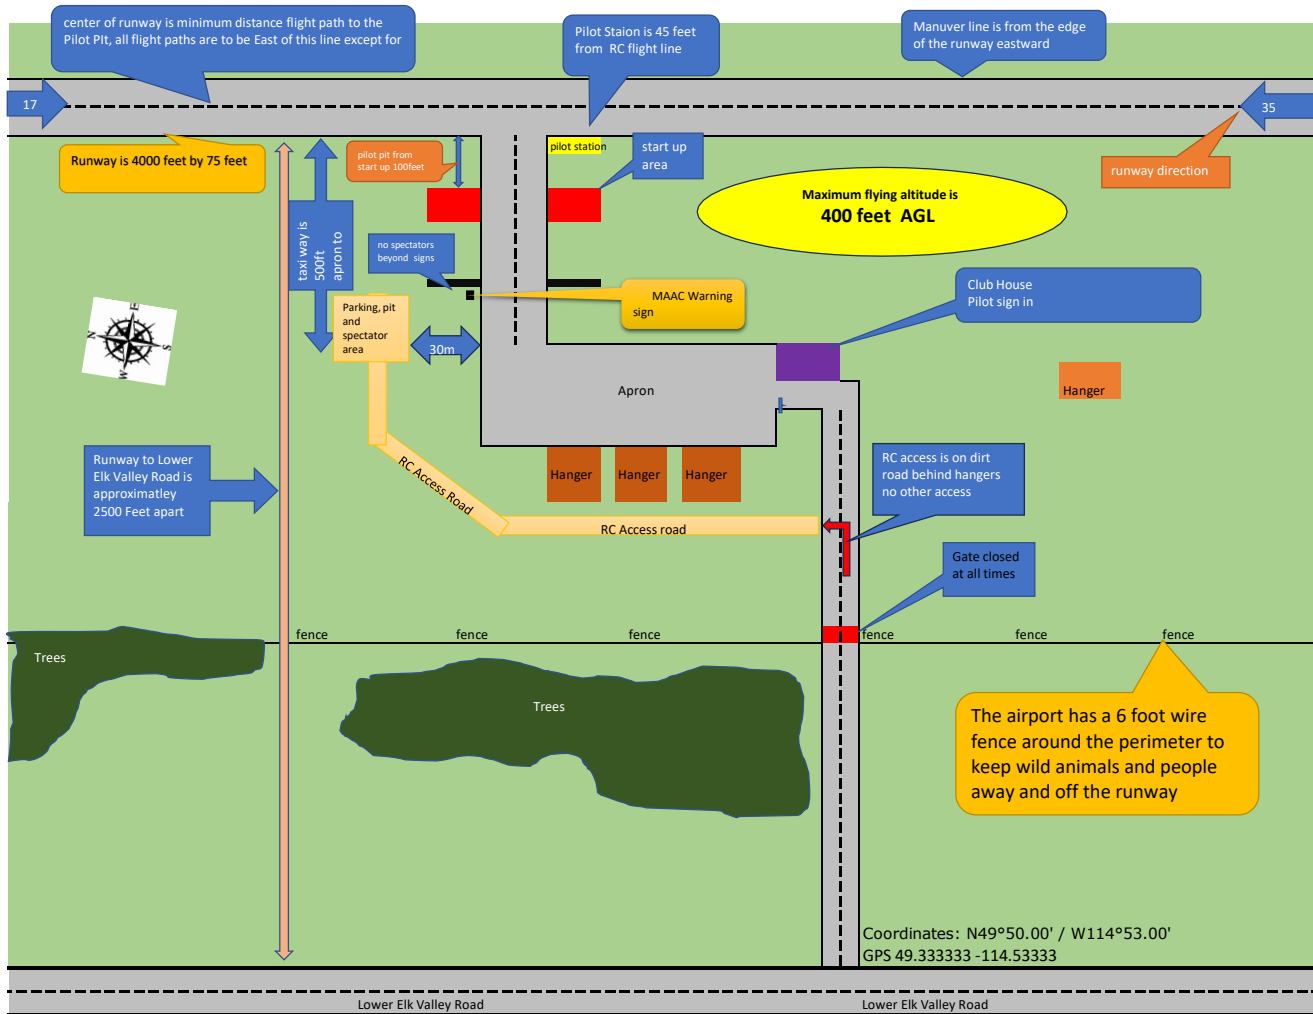 center of runway is minimum distance flight path to the
Pilot PIt, all flight paths are to be East of this line except for
Pilot Staion is 45 feet
from RC flight line
Manuver line is from the edge
of the runway eastward
17
35
Runway is 4000 feet by 75 feet
pilot pit from
start up 100feet
pilot station
start up
area
runway direction
Maximum flying altitude is
400 feet AGL
taxi way is
500ft
apron to
no spectators
beyond signs
MAAC Warning
sign
Club House
Pilot sign in
N
E
S
W
Parking, pit
and
spectator
area
30m
Apron
Hanger
Runway to Lower
Elk Valley Road is
approximatley
2500 Feet apart
RC Access Road
Hanger
Hanger
Hanger
RC access is on dirt
road behind hangers
no other access
RC Access road
Gate closed
at all times
fence
fence
fence
fence
fence
fence
Trees
Trees
The airport has a 6 foot wire
fence around the perimeter to
keep wild animals and people
away and off the runway
Coordinates: N49°50.00' / W114°53.00'
GPS 49.333333 -114.53333
Lower Elk Valley Road
Lower Elk Valley Road